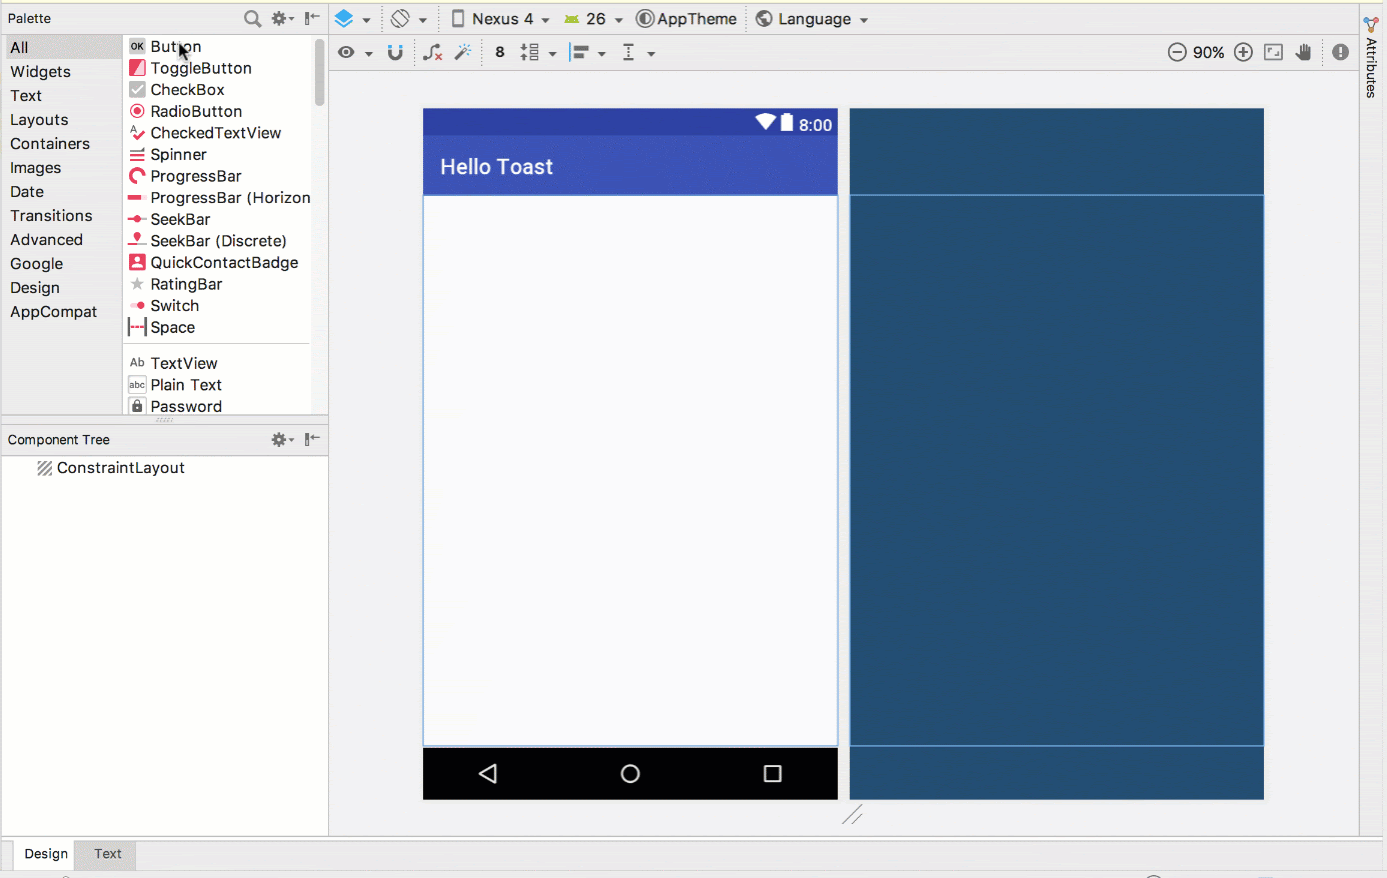 Palette
Nexus 4
26
AppTheme
Language
All
Widgets
Text
Layouts
Containers
Images
Date
Transitions
Advanced
Google
Design
AppCompat
OK Button
ToggleButton
CheckBox
RadioButton
A CheckedTextView
Spinner
ProgressBar
ProgressBar (Horizon
SeekBar
SeekBar (Discrete)
QuickContactBadge
RatingBar
Switch
Space
Ab TextView
abc Plain Text
Password
8
90%
Attributes
8:00
Hello Toast
Component Tree
ConstraintLayout
Design
Text